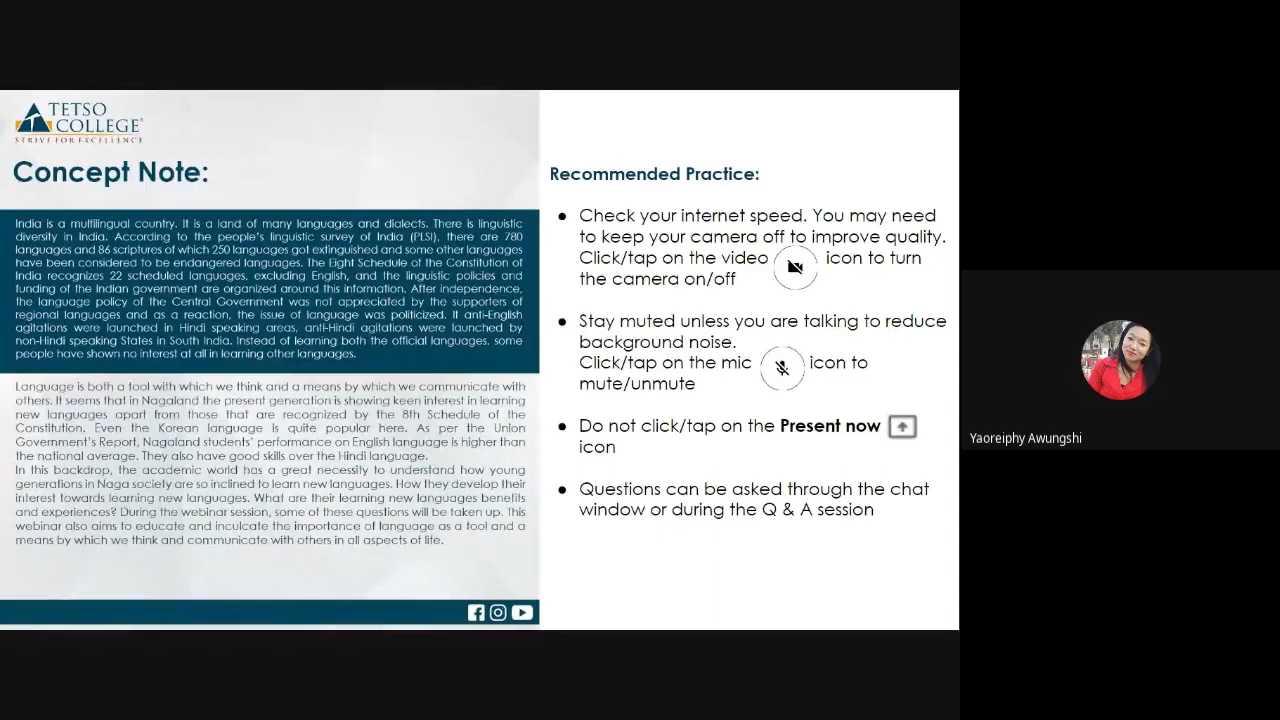 TETSO
COLLEGE
STRIVE FOR EXCELLENCE
Concept Note:
India is a multilingual country. It is a land of many languages and dialects. There is linguistic
diversity in India. According to the people's linguistic survey of India (PLSI), there are 780
languages and 86 scriptures of which 250 languages got extinguished and some other languages
have been considered to be endangered languages. The Eight Schedule of the Constitution of
India recognizes 22 scheduled languages, excluding English, and the linguistic policies and
funding of the Indian government are organized around this information. After independence,
the language policy of the Central Government was not appreciated by the supporters of
regional languages and as a reaction, the issue of language was politicized. If anti-English
agitations were launched in Hindi speaking areas, anti-Hindi agitations were launched by
non-Hindi speaking States in South India. Instead of learning both the official languages, some
people have shown no interest at all in learning other languages.
Language is both a tool with which we think and a means by which we communicate with
others. It seems that in Nagaland the present generation is showing keen interest in learning
new languages apart from those that are recognized by the 8th Schedule of the
Constitution. Even the Korean language is quite popular here. As per the Union
Government's Report, Nagaland students' performance on English language is higher than
the national average. They also have good skills over the Hindi language.
In this backdrop, the academic world has a great necessity to understand how young
generations in Naga society are so inclined to learn new languages. How they develop their
interest towards learning new languages. What are their learning new languages benefits
and experiences? During the webinar session, some of these questions will be taken up. This
webinar also aims to educate and inculcate the importance of language as a tool and a
means by which we think and communicate with others in all aspects of life.
Recommended Practice:
● Check your internet speed. You may need
to keep your camera off to improve quality.
Click/tap on the video icon to turn
the camera on/off
● Stay muted unless you are talking to reduce
background noise.
Click/tap on the mic icon to
mute/unmute
● Do not click/tap on the Present now
icon
● Questions can be asked through the chat
window or during the Q & A session
Yaoreiphy Awungshi